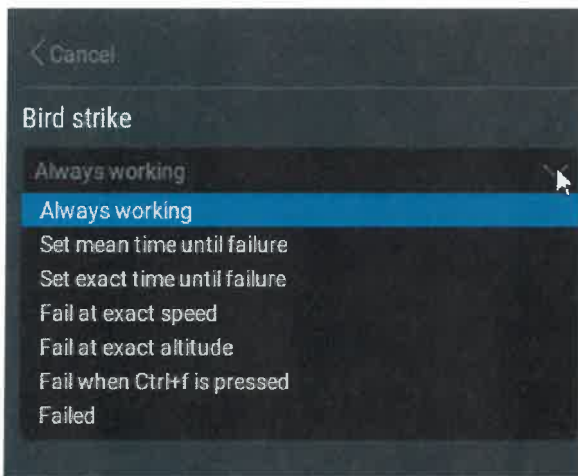 Cancel
Bird strike
Always working
Always working
Set mean time until failure
Set exact time until failure
Fail at exact speed
Fail at exact altitude
Fail when Ctrl+f is pressed
Failed